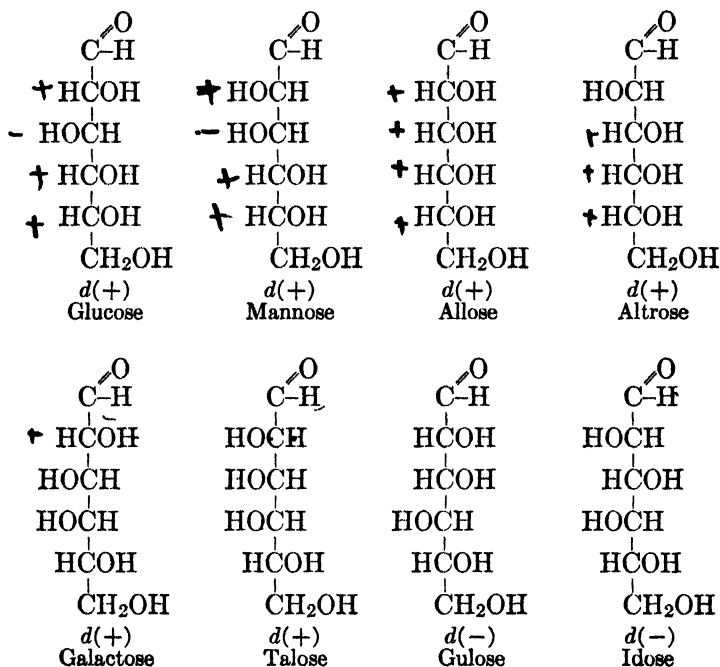 O O O O
C–H C–H C–H C–H
+ HCOH + HOCH + HCOH HOCH
- HOCH - HOCH + HCOH + HCOH
+ HCOH + HCOH + HCOH + HCOH
+ HCOH + HCOH + HCOH + HCOH
CH₂OH CH₂OH CH₂OH CH₂OH
d(+) d(+) d(+) d(+)
Glucose Mannose Allose Altrose
O O O O
C–H C–H C–H C–H
+ HCOH HOCH HCOH HOCH
HOCH HOCH HCOH HCOH
HOCH HOCH HOCH HOCH
HCOH HCOH HCOH HCOH
CH₂OH CH₂OH CH₂OH CH₂OH
d(+) d(+) d(−) d(−)
Galactose Talose Gulose Idose